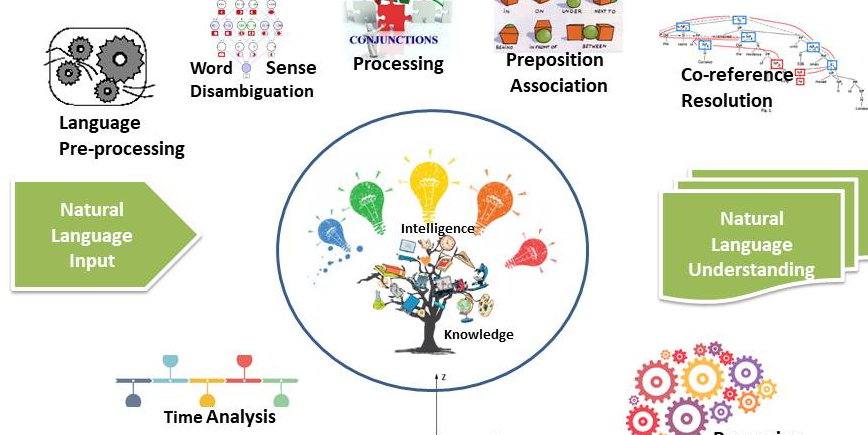 IN ON UNDER NEXT TO
BEHIND IN FRONT OF BETWEEN
CONJUNCTIONS
Word Sense
Disambiguation
Processing
Preposition
Association
Co-reference
Resolution
Language
Pre-processing
Natural
Language
Input
Intelligence
Knowledge
Natural
Language
Understanding
z
Time Analysis